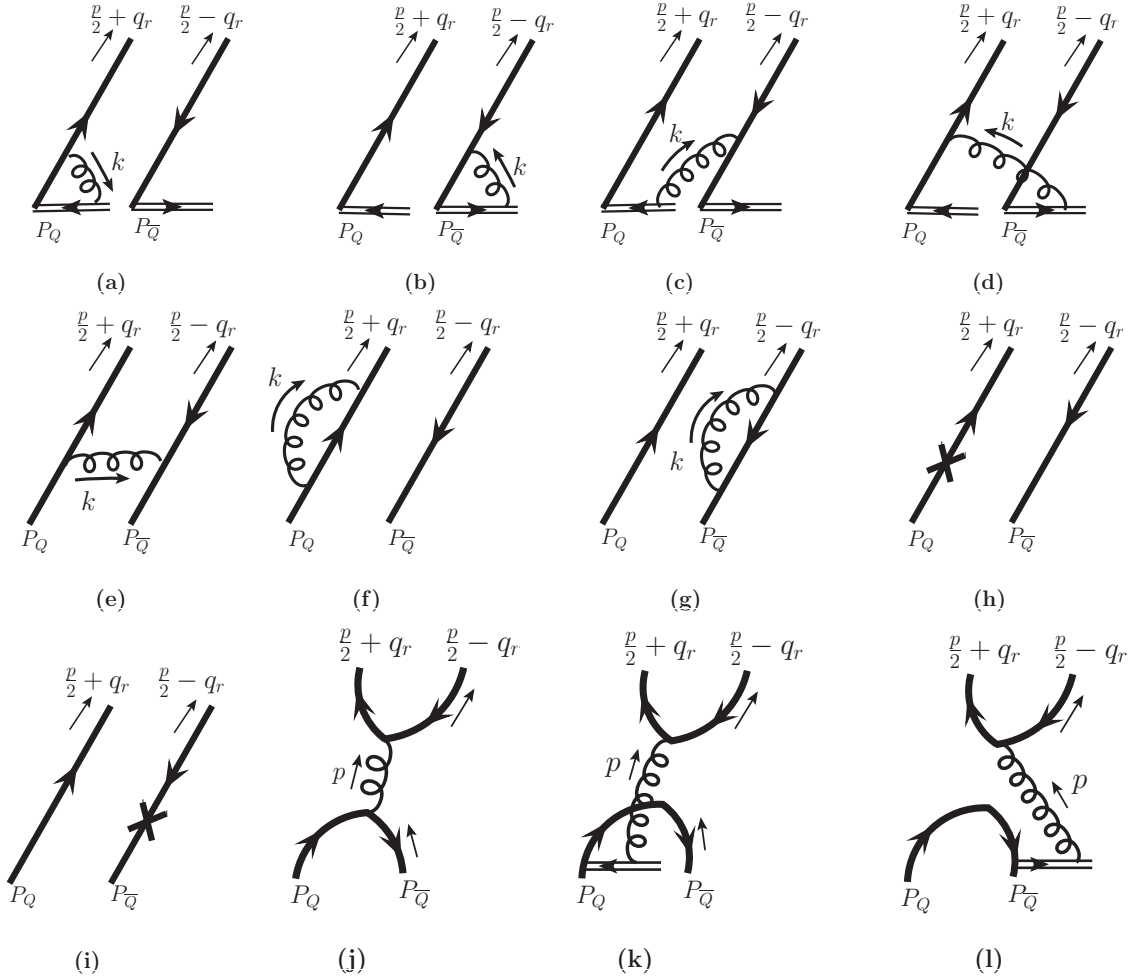 p/2 + q_r p/2 − q_r p/2 + q_r p/2 − q_r p/2 + q_r p/2 − q_r p/2 + q_r p/2 − q_r
k k k k
P_Q P_Q̅ P_Q P_Q̅ P_Q P_Q̅ P_Q P_Q̅
(a) (b) (c) (d)
p/2 + q_r p/2 − q_r p/2 + q_r p/2 − q_r p/2 + q_r p/2 − q_r p/2 + q_r p/2 − q_r
k k k
P_Q P_Q̅ P_Q P_Q̅ P_Q P_Q̅ P_Q P_Q̅
(e) (f) (g) (h)
p/2 + q_r p/2 − q_r p/2 + q_r p/2 − q_r p/2 + q_r p/2 − q_r p/2 + q_r p/2 − q_r
p p p
P_Q P_Q̅ P_Q P_Q̅ P_Q P_Q̅ P_Q P_Q̅
(i) (j) (k) (l)